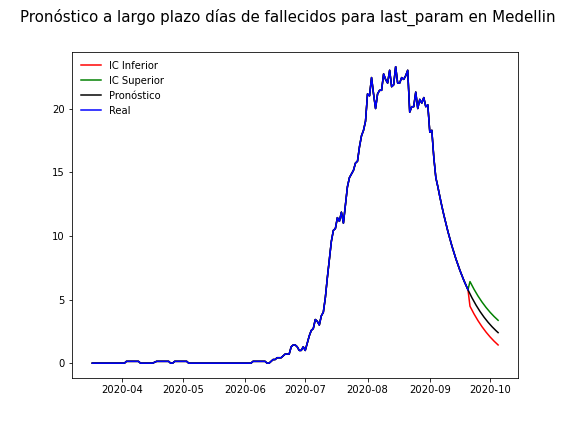 Pronóstico a largo plazo días de fallecidos para last_param en Medellin
IC Inferior
IC Superior
Pronóstico
Real
20
15
10
5
0
2020-04 2020-05 2020-06 2020-07 2020-08 2020-09 2020-10